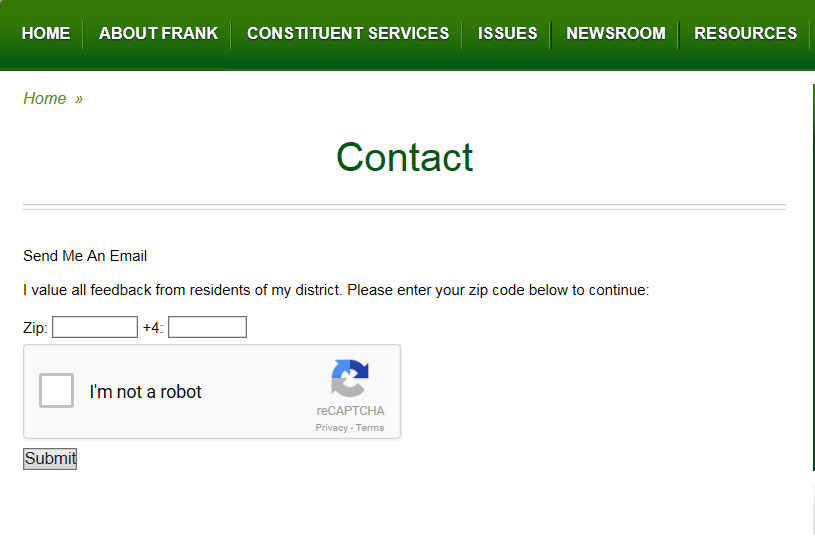 HOME ABOUT FRANK CONSTITUENT SERVICES ISSUES NEWSROOM RESOURCES
Home »
Contact
Send Me An Email
I value all feedback from residents of my district. Please enter your zip code below to continue:
Zip: +4:
I'm not a robot
reCAPTCHA
Privacy - Terms
Submit